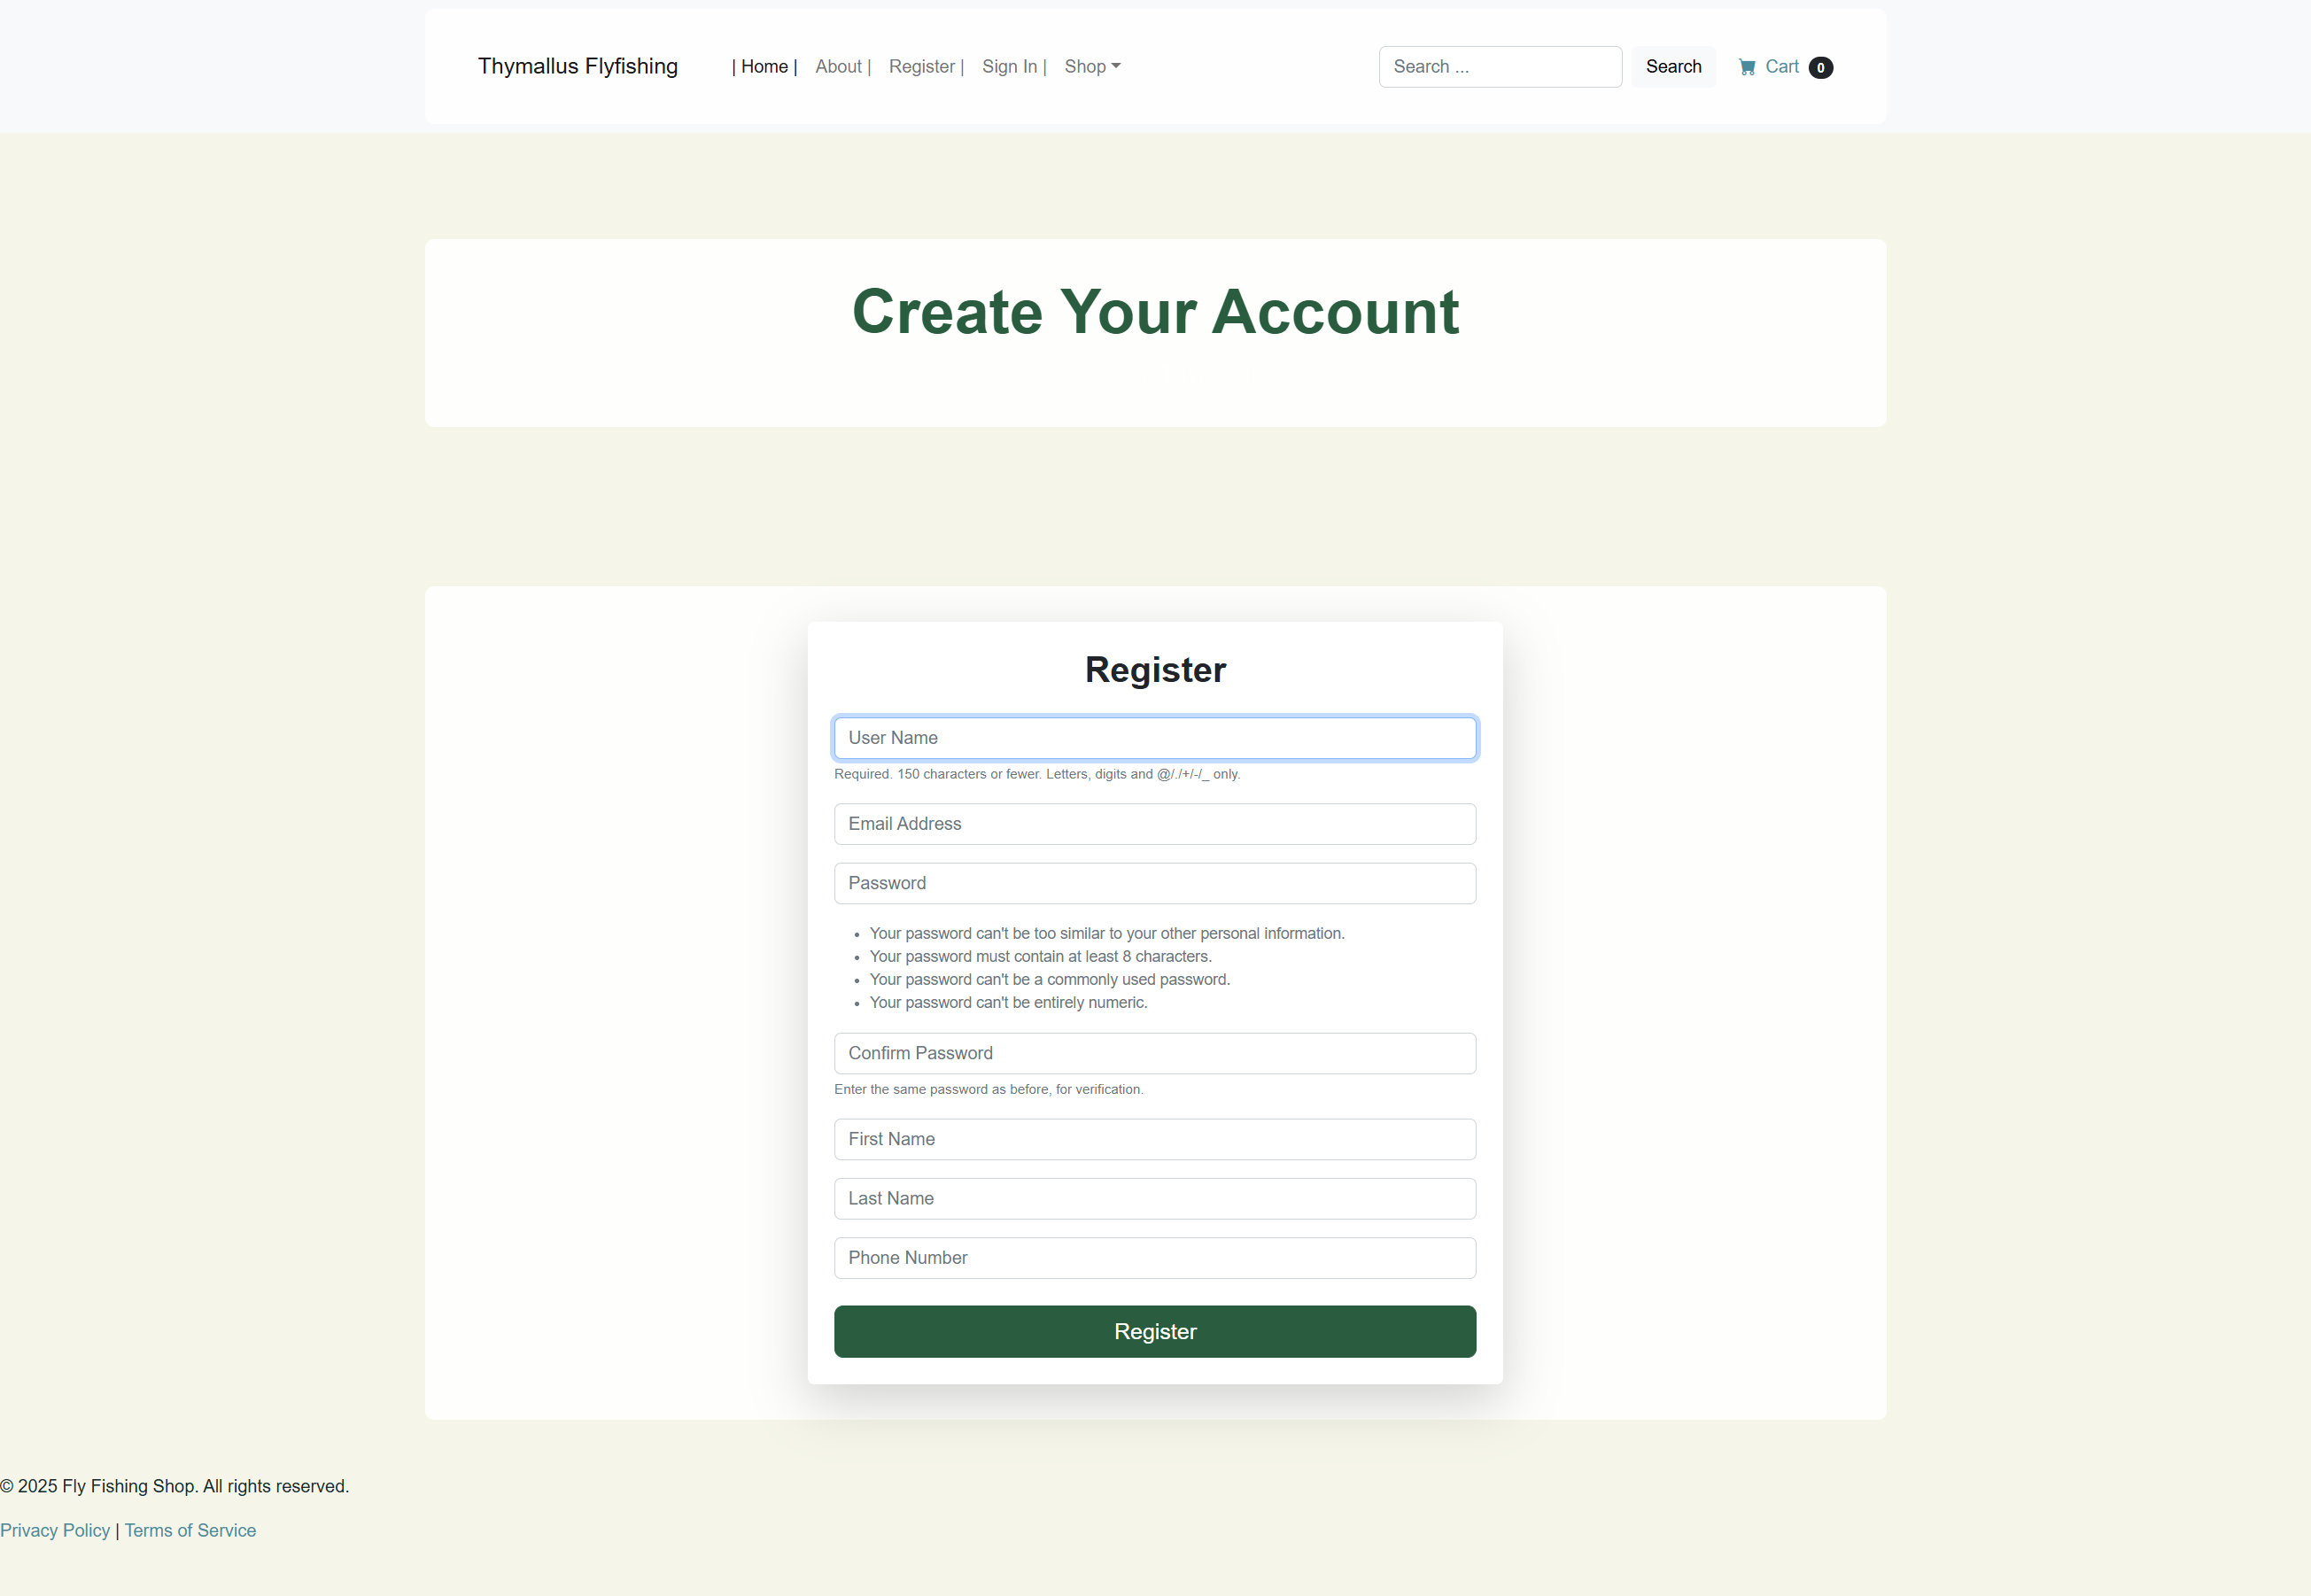 Thymallus Flyfishing | Home | About | Register | Sign In | Shop Search ... Search Cart 0
Create Your Account
Register
User Name
Required. 150 characters or fewer. Letters, digits and @/./+/-/_ only.
Email Address
Password
• Your password can't be too similar to your other personal information.
• Your password must contain at least 8 characters.
• Your password can't be a commonly used password.
• Your password can't be entirely numeric.
Confirm Password
Enter the same password as before, for verification.
First Name
Last Name
Phone Number
Register
© 2025 Fly Fishing Shop. All rights reserved.
Privacy Policy | Terms of Service